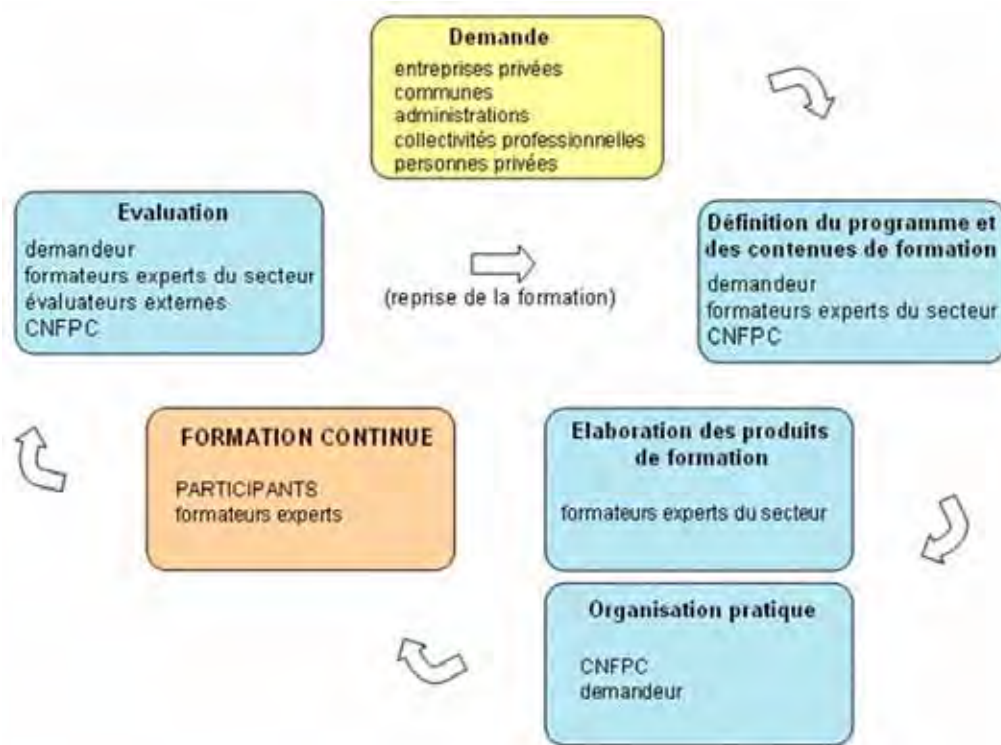 Demande
entreprises privées
communes
administrations
collectivités professionnelles
personnes privées
Evaluation
demandeur
formateurs experts du secteur
évaluateurs externes
CNFPC
(reprise de la formation)
Définition du programme et
des contenues de formation
demandeur
formateurs experts du secteur
CNFPC
FORMATION CONTINUE
PARTICIPANTS
formateurs experts
Elaboration des produits
de formation
formateurs experts du secteur
Organisation pratique
CNFPC
demandeur